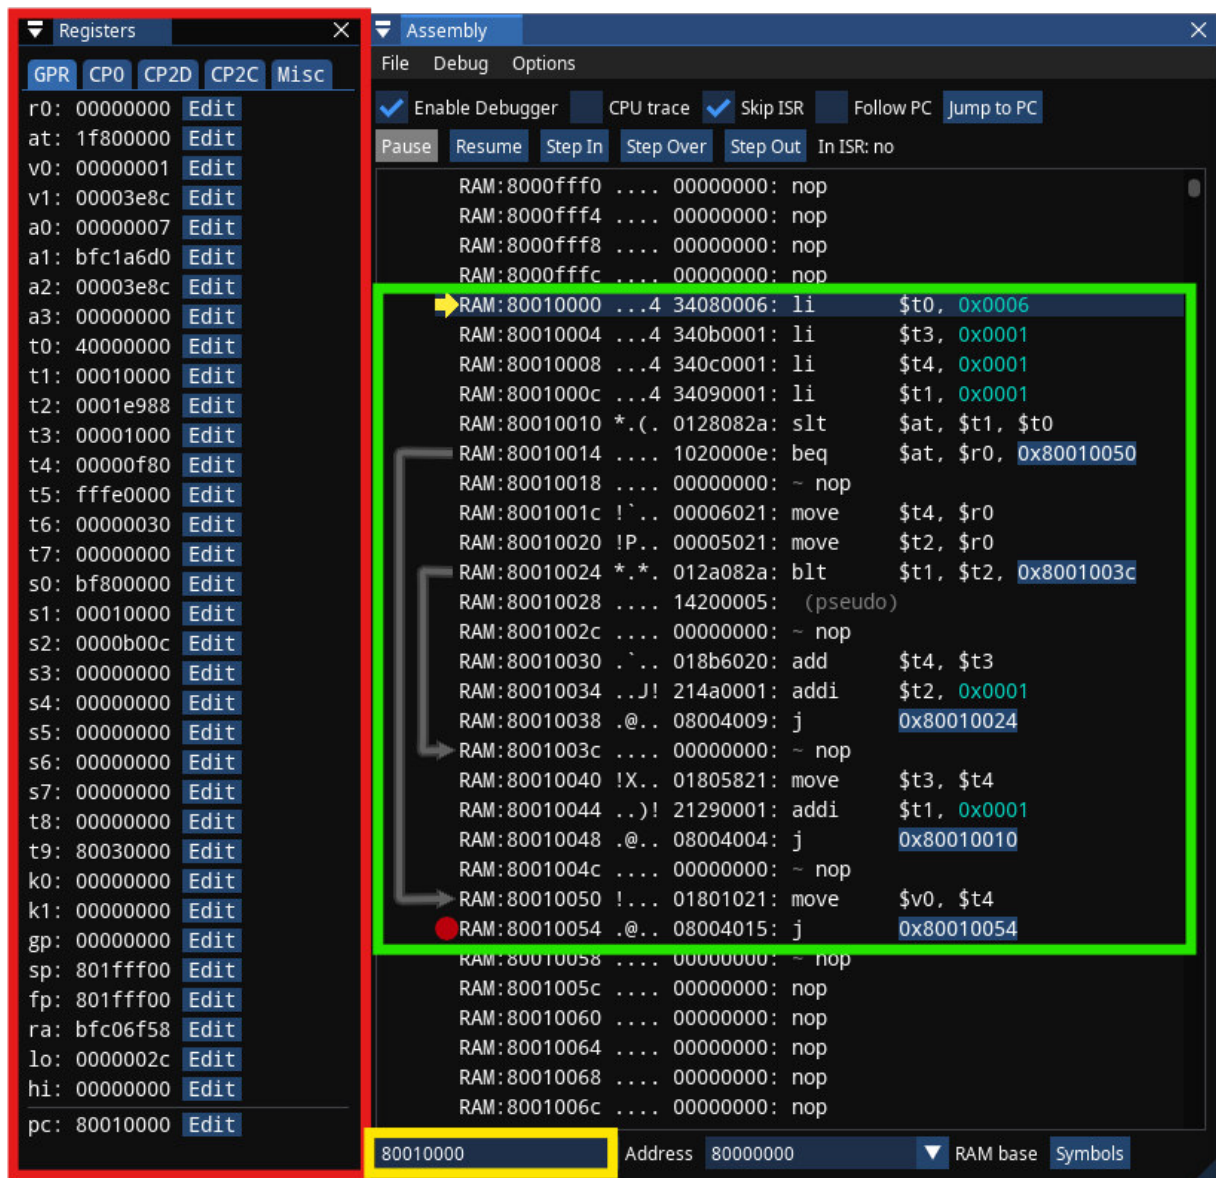 Registers
GPR CP0 CP2D CP2C Misc
r0: 00000000 Edit
at: 1f800000 Edit
v0: 00000001 Edit
v1: 00003e8c Edit
a0: 00000007 Edit
a1: bfc1a6d0 Edit
a2: 00003e8c Edit
a3: 00000000 Edit
t0: 40000000 Edit
t1: 00010000 Edit
t2: 0001e988 Edit
t3: 00001000 Edit
t4: 00000f80 Edit
t5: fffe0000 Edit
t6: 00000030 Edit
t7: 00000000 Edit
s0: bf800000 Edit
s1: 00010000 Edit
s2: 0000b00c Edit
s3: 00000000 Edit
s4: 00000000 Edit
s5: 00000000 Edit
s6: 00000000 Edit
s7: 00000000 Edit
t8: 00000000 Edit
t9: 80030000 Edit
k0: 00000000 Edit
k1: 00000000 Edit
gp: 00000000 Edit
sp: 801fff00 Edit
fp: 801fff00 Edit
ra: bfc06f58 Edit
lo: 0000002c Edit
hi: 00000000 Edit
pc: 80010000 Edit
Assembly
File Debug Options
Enable Debugger CPU trace Skip ISR Follow PC Jump to PC
Pause Resume Step In Step Over Step Out In ISR: no
RAM:8000fff0 .... 00000000: nop
RAM:8000fff4 .... 00000000: nop
RAM:8000fff8 .... 00000000: nop
RAM:8000fffc .... 00000000: nop
RAM:80010000 ...4 34080006: li $t0, 0x0006
RAM:80010004 ...4 340b0001: li $t3, 0x0001
RAM:80010008 ...4 340c0001: li $t4, 0x0001
RAM:8001000c ...4 34090001: li $t1, 0x0001
RAM:80010010 *.(. 0128082a: slt $at, $t1, $t0
RAM:80010014 .... 1020000e: beq $at, $r0, 0x80010050
RAM:80010018 .... 00000000: ~ nop
RAM:8001001c !`.. 00006021: move $t4, $r0
RAM:80010020 !P.. 00005021: move $t2, $r0
RAM:80010024 *.*. 012a082a: blt $t1, $t2, 0x8001003c
RAM:80010028 .... 14200005: (pseudo)
RAM:8001002c .... 00000000: ~ nop
RAM:80010030 .`.. 018b6020: add $t4, $t3
RAM:80010034 ..J! 214a0001: addi $t2, 0x0001
RAM:80010038 .@.. 08004009: j 0x80010024
RAM:8001003c .... 00000000: ~ nop
RAM:80010040 !X.. 01805821: move $t3, $t4
RAM:80010044 ..)! 21290001: addi $t1, 0x0001
RAM:80010048 .@.. 08004004: j 0x80010010
RAM:8001004c .... 00000000: ~ nop
RAM:80010050 !... 01801021: move $v0, $t4
RAM:80010054 .@.. 08004015: j 0x80010054
RAM:80010058 .... 00000000: ~ nop
RAM:8001005c .... 00000000: nop
RAM:80010060 .... 00000000: nop
RAM:80010064 .... 00000000: nop
RAM:80010068 .... 00000000: nop
RAM:8001006c .... 00000000: nop
80010000 Address 80000000 RAM base Symbols